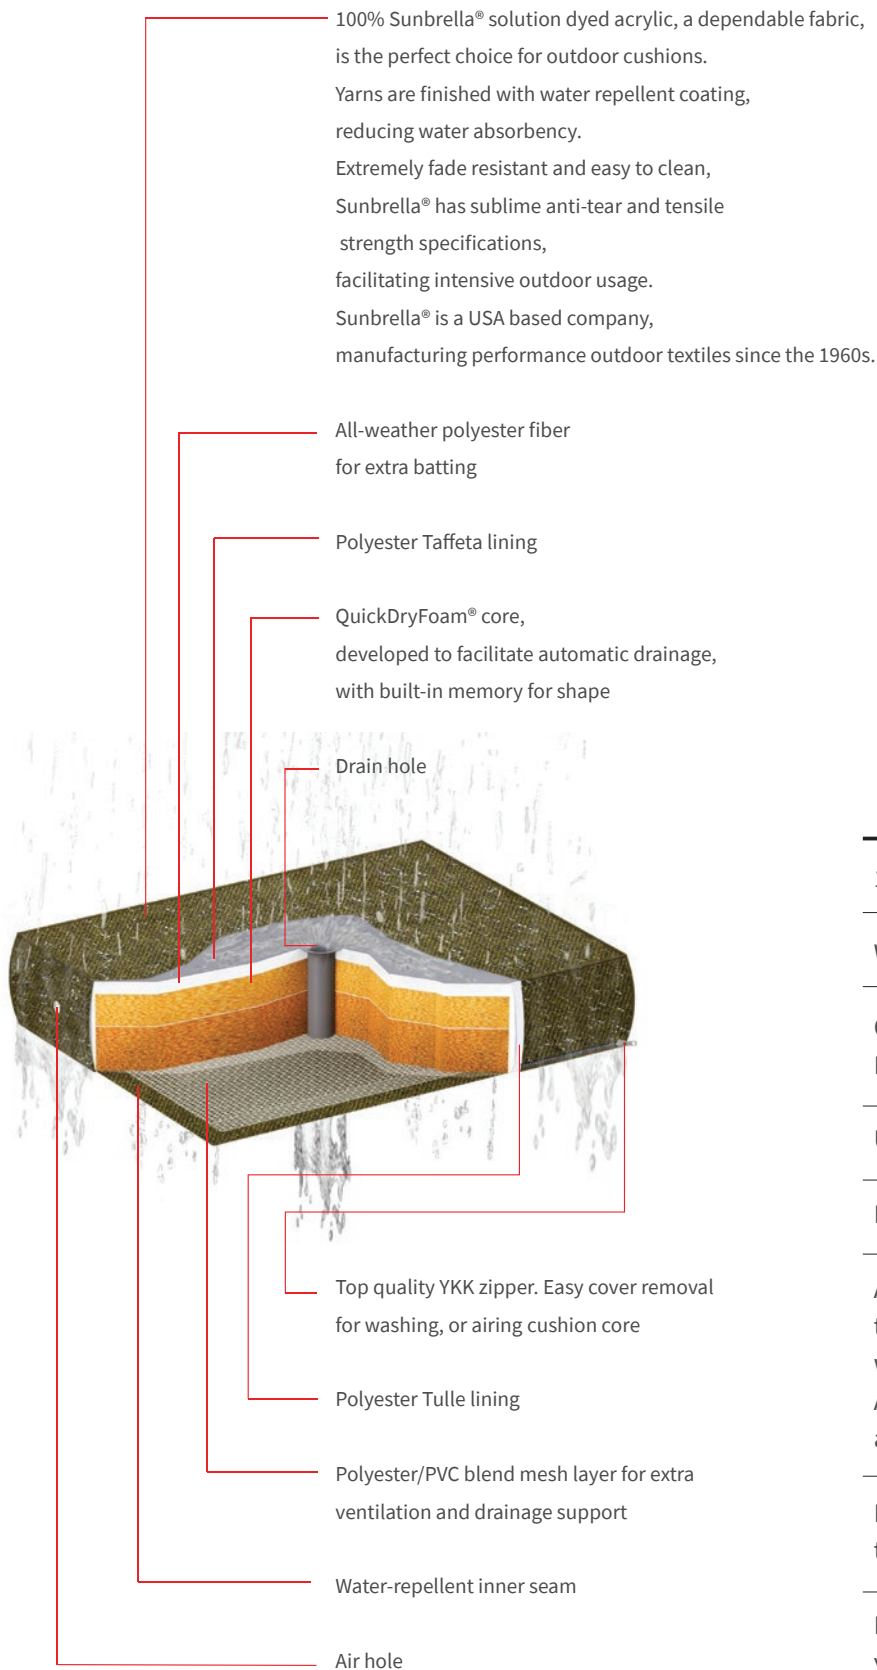 100% Sunbrella® solution dyed acrylic, a dependable fabric,
is the perfect choice for outdoor cushions.
Yarns are finished with water repellent coating,
reducing water absorbency.
Extremely fade resistant and easy to clean,
Sunbrella® has sublime anti-tear and tensile
strength specifications,
facilitating intensive outdoor usage.
Sunbrella® is a USA based company,
manufacturing performance outdoor textiles since the 1960s.
All-weather polyester fiber
for extra batting
Polyester Taffeta lining
QuickDryFoam® core,
developed to facilitate automatic drainage,
with built-in memory for shape
Drain hole
Top quality YKK zipper. Easy cover removal
for washing, or airing cushion core
Polyester Tulle lining
Polyester/PVC blend mesh layer for extra
ventilation and drainage support
Water-repellent inner seam
Air hole